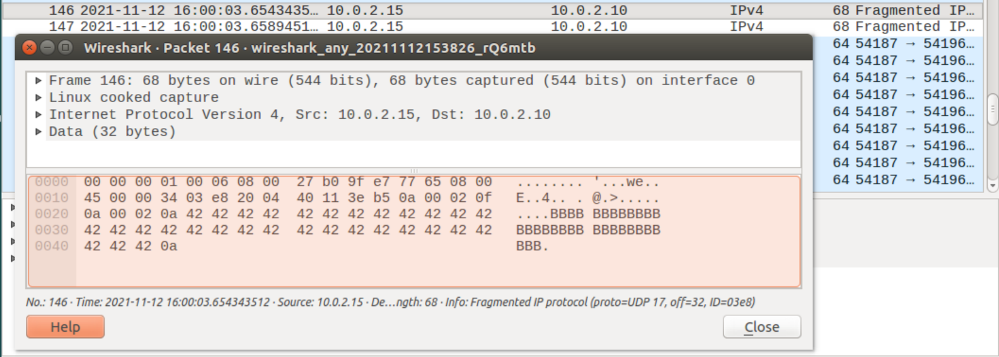 146 2021-11-12 16:00:03.6543435… 10.0.2.15 10.0.2.10 IPv4 68 Fragmented IP…
147 2021-11-12 16:00:03.6589451… 10.0.2.15 10.0.2.10 IPv4 68 Fragmented IP…
Wireshark · Packet 146 · wireshark_any_20211112153826_rQ6mtb
64 54187 → 54196…
64 54187 → 54196…
64 54187 → 54196…
64 54187 → 54196…
64 54187 → 54196…
64 54187 → 54196…
64 54187 → 54196…
64 54187 → 54196…
64 54187 → 54196…
Frame 146: 68 bytes on wire (544 bits), 68 bytes captured (544 bits) on interface 0
Linux cooked capture
Internet Protocol Version 4, Src: 10.0.2.15, Dst: 10.0.2.10
Data (32 bytes)
0000 00 00 00 01 00 06 08 00 27 b0 9f e7 77 65 08 00 ........ '...we..
0010 45 00 00 34 03 e8 20 04 40 11 3e b5 0a 00 02 0f E..4.. . @.>.....
0020 0a 00 02 0a 42 42 42 42 42 42 42 42 42 42 42 42 ....BBBB BBBBBBBB
0030 42 42 42 42 42 42 42 42 42 42 42 42 42 42 42 42 BBBBBBBB BBBBBBBB
0040 42 42 42 0a BBB.
No.: 146 · Time: 2021-11-12 16:00:03.654343512 · Source: 10.0.2.15 · De…ngth: 68 · Info: Fragmented IP protocol (proto=UDP 17, off=32, ID=03e8)
Help
Close